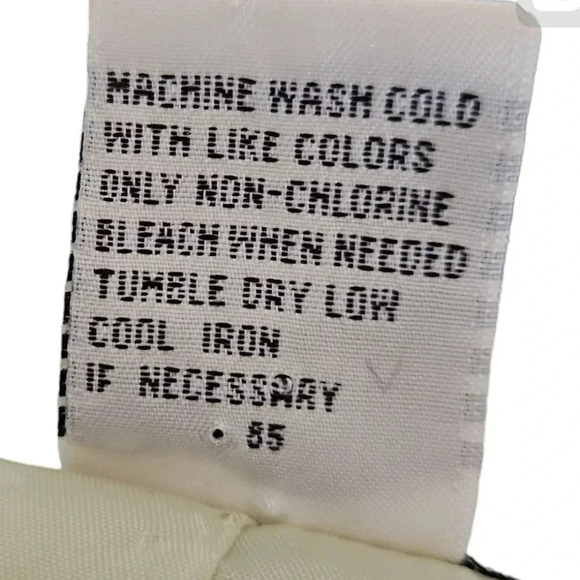 MACHINE WASH COLD
WITH LIKE COLORS
ONLY NON-CHLORINE
BLEACH WHEN NEEDED
TUMBLE DRY LOW
COOL IRON
IF NECESSARY
85